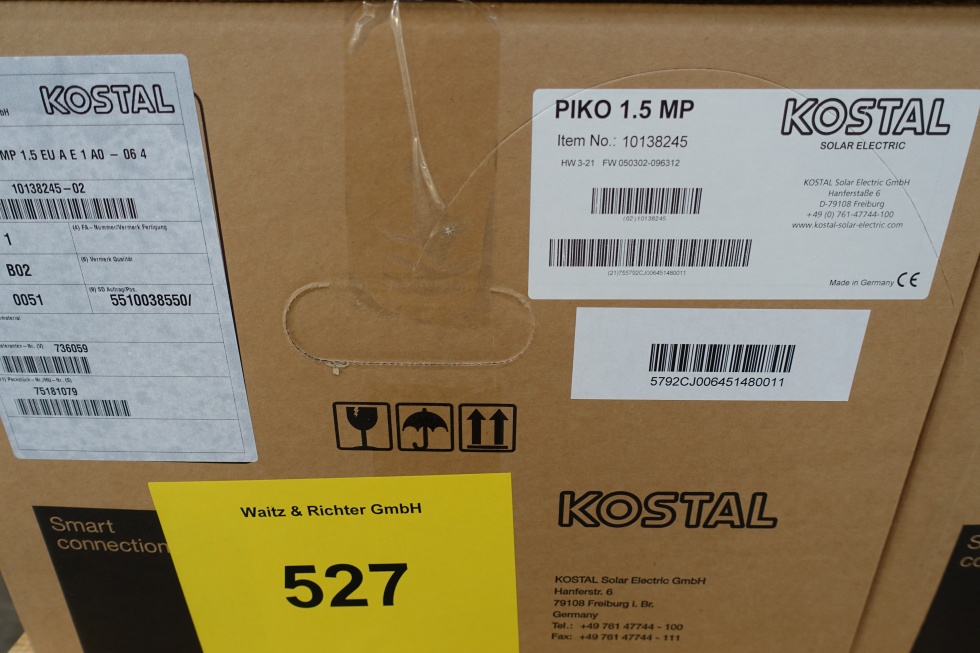 KOSTAL
MP 1.5 EU A E 1 A0 - 06 4
10138245-02
1
(4) FA-Nummer/Vermerk Fertigung
B02
(6) Vermerk Qualität
0051
(9) SD Auftrag/Pos.
5510038550/
736059
75181079
PIKO 1.5 MP
KOSTAL
SOLAR ELECTRIC
Item No.: 10138245
HW 3-21 FW 050302-096312
(02)10138245
(21)755792CJ006451480011
KOSTAL Solar Electric GmbH
Hanferstraße 6
D-79108 Freiburg
+49 (0) 761-47744-100
www.kostal-solar-electric.com
Made in Germany CE
5792CJ006451480011
Smart
connection
Waitz & Richter GmbH
527
KOSTAL
KOSTAL Solar Electric GmbH
Hanferstr. 6
79108 Freiburg i. Br.
Germany
Tel.: +49 761 47744 - 100
Fax: +49 761 47744 - 111